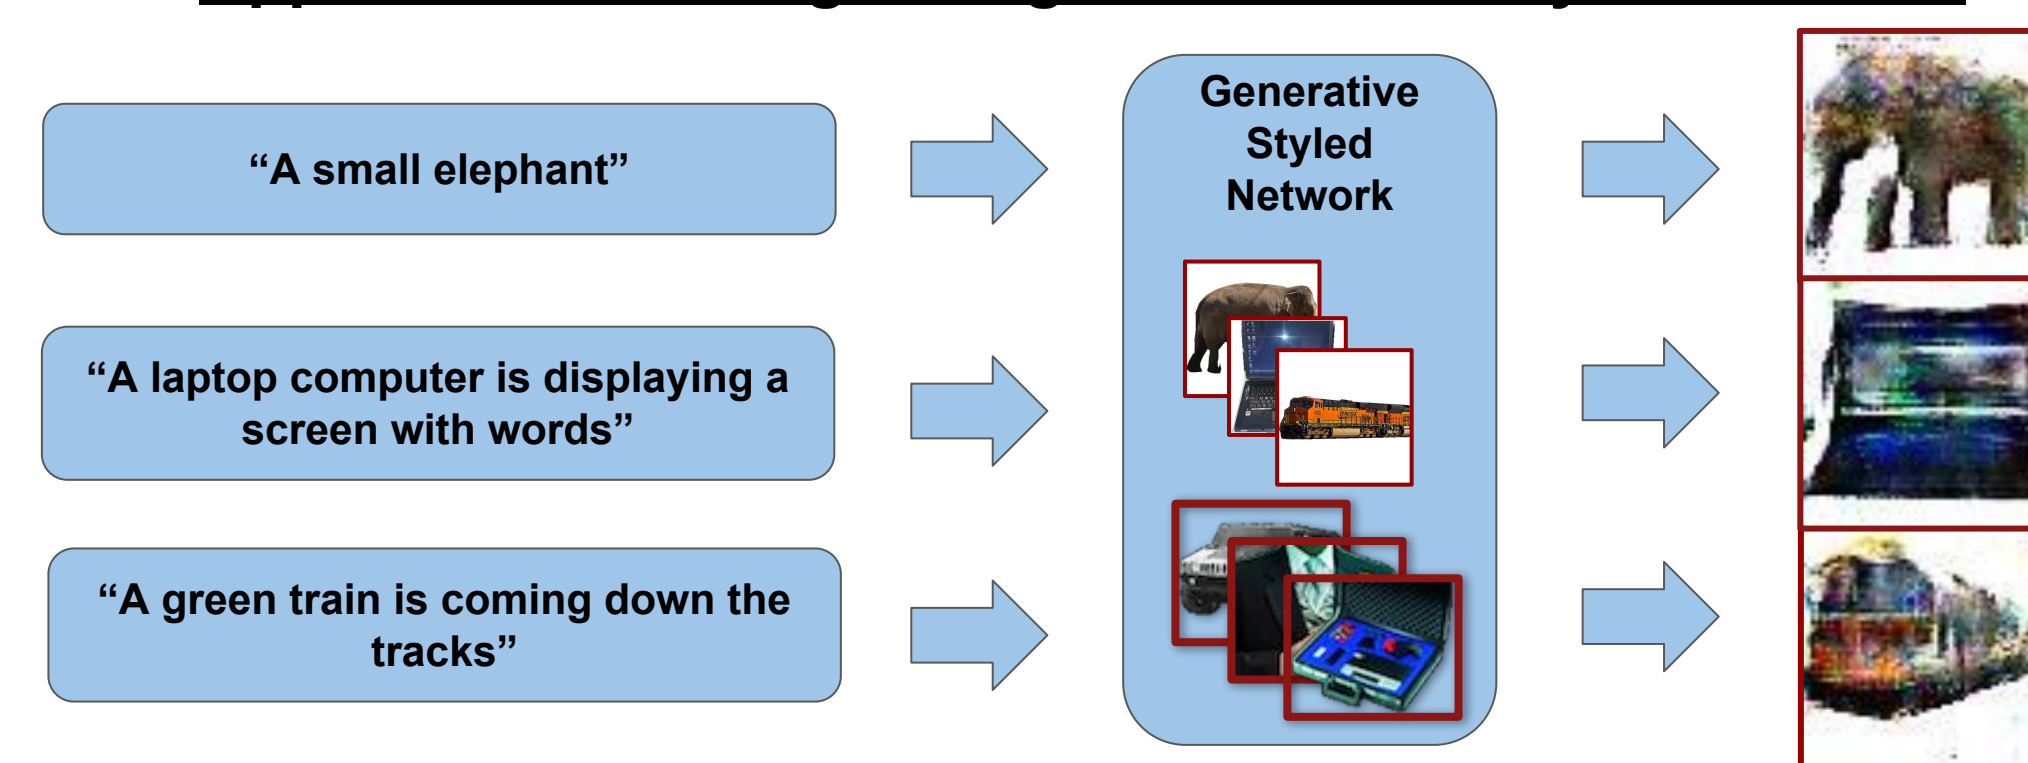 “A small elephant”
Generative
Styled
Network
“A laptop computer is displaying a
screen with words”
“A green train is coming down the
tracks”